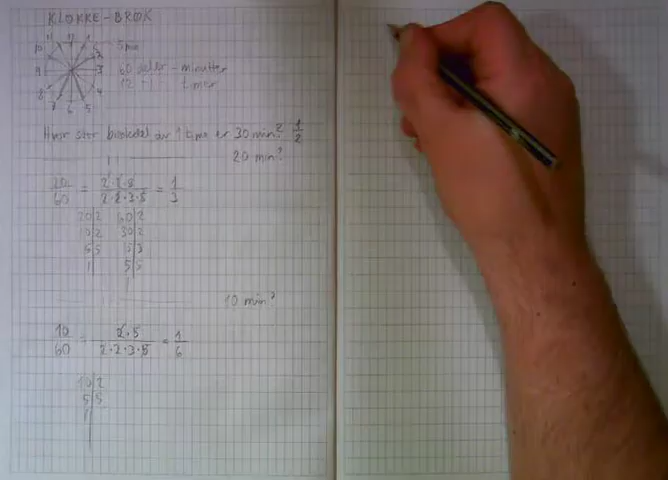 KLOKKE-BRØK
11 12 1
10 2 5 min
9 3 60 deler - minutter
8 4 12 timer
7 6 5
Hvor stor brøkdel av 1 time er 30 min? 1/2
20 min?
20/60 = 2·2·5/2·2·3·5 = 1/3
20|2 60|2
10|2 30|2
5|5 15|3
1| 5|5
10 min?
10/60 = 2·5/2·2·3·5 = 1/6
10|2
5|5
1|